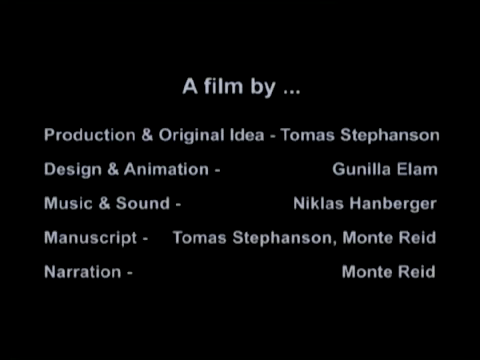 A film by ...
Production & Original Idea - Tomas Stephanson
Design & Animation - Gunilla Elam
Music & Sound - Niklas Hanberger
Manuscript - Tomas Stephanson, Monte Reid
Narration - Monte Reid